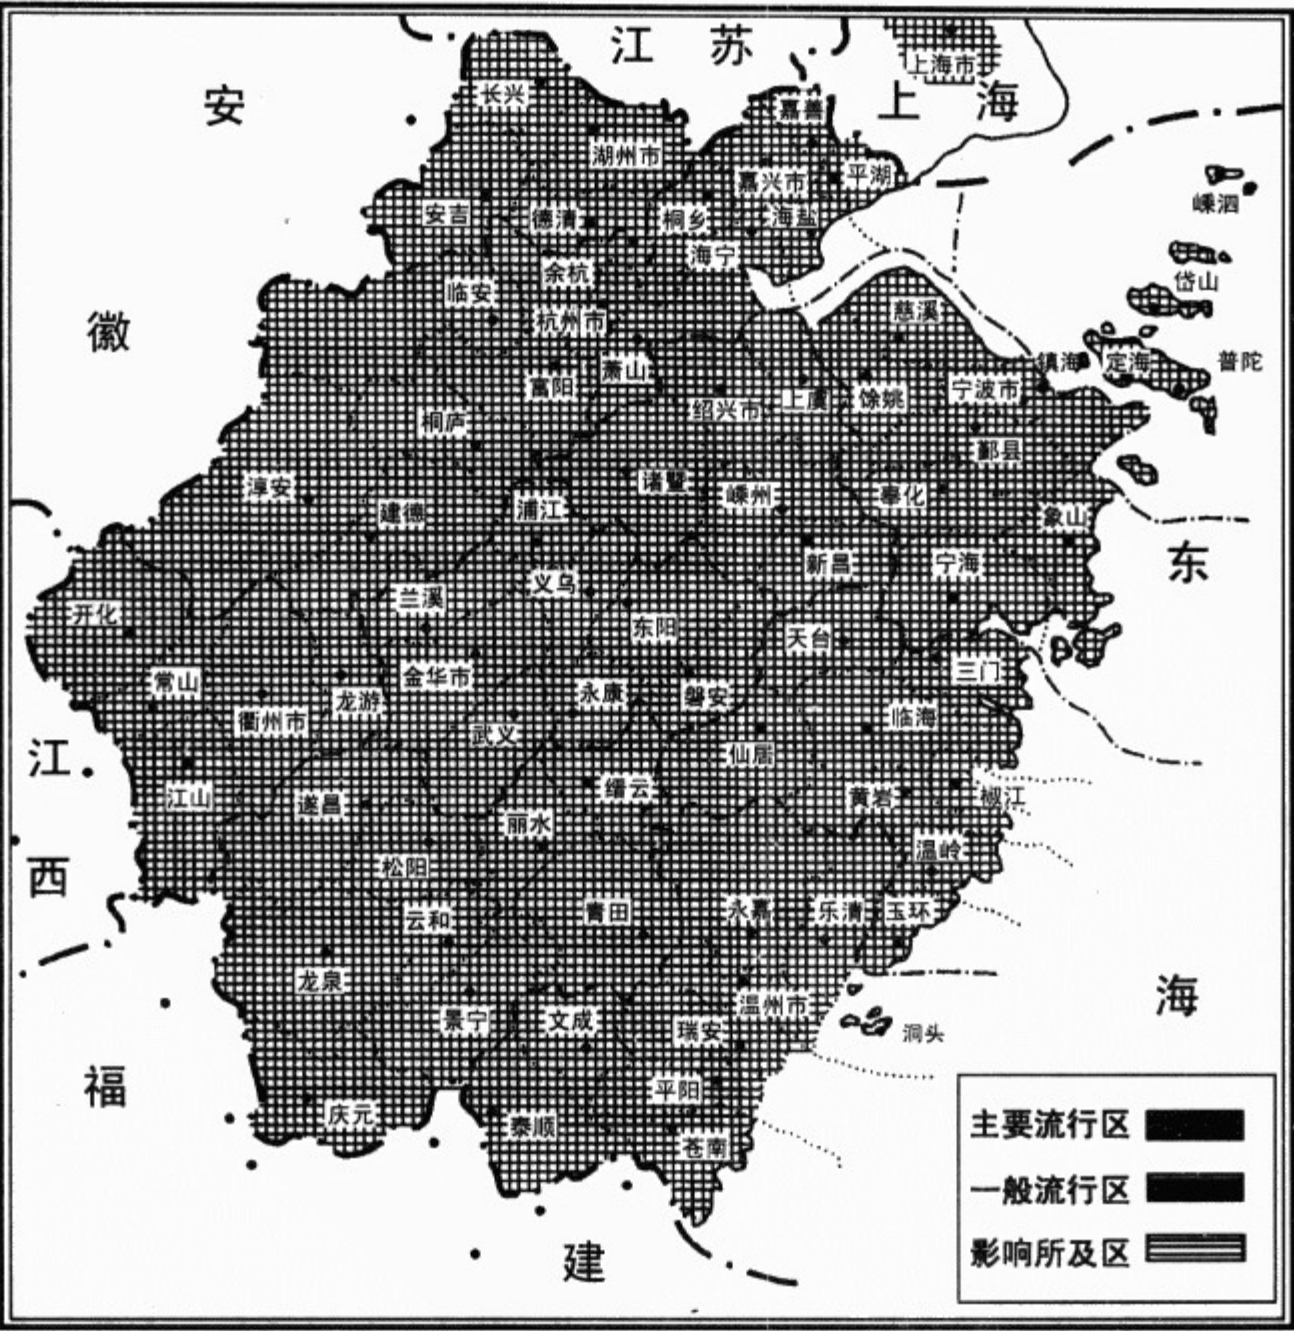 江 苏
上海市
上 海
安
长兴
嘉善
湖州市
嘉兴市
平湖
嵊泗
安吉
德清
桐乡
海盐
海宁
余杭
岱山
临安
杭州市
慈溪
徽
萧山
镇海
定海
普陀
富阳
绍兴市
上虞
馀姚
宁波市
桐庐
鄞县
淳安
诸暨
嵊州
奉化
建德
浦江
象山
东
新昌
宁海
义乌
兰溪
开化
东阳
天台
三门
常山
金华市
龙游
永康
磐安
衢州市
临海
武义
仙居
江
缙云
江山
遂昌
黄岩
椒江
丽水
温岭
西
松阳
云和
青田
永嘉
乐清
玉环
龙泉
海
温州市
景宁
文成
瑞安
洞头
福
平阳
庆元
泰顺
苍南
主要流行区
一般流行区
影响所及区
建